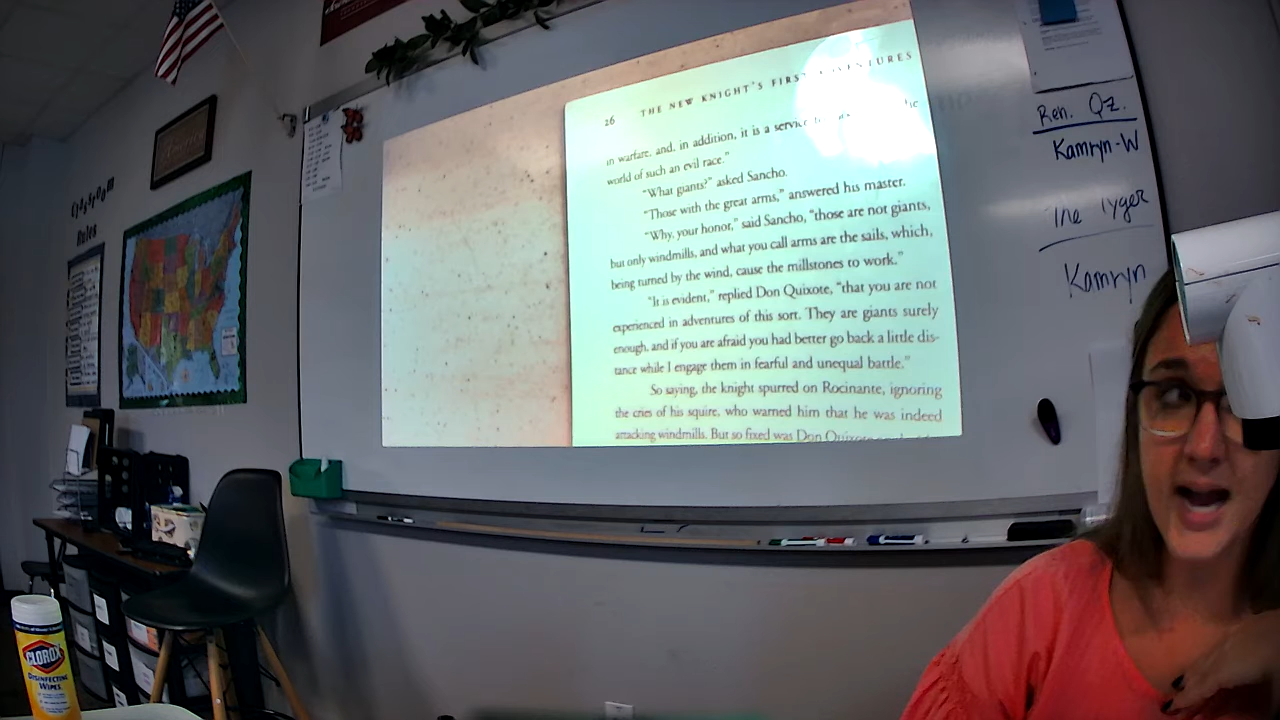 26 THE NEW KNIGHT'S FIRST ADVENTURES
in warfare, and, in addition, it is a service
world of such an evil race."
"What giants?" asked Sancho.
"Those with the great arms," answered his master.
"Why, your honor," said Sancho, "those are not giants,
but only windmills, and what you call arms are the sails, which,
being turned by the wind, cause the millstones to work."
"It is evident," replied Don Quixote, "that you are not
experienced in adventures of this sort. They are giants surely
enough, and if you are afraid you had better go back a little dis-
tance while I engage them in fearful and unequal battle."
So saying, the knight spurred on Rocinante, ignoring
the cries of his squire, who warned him that he was indeed
attacking windmills. But so fixed was Don Quixote
Ren. Qz.
Kamryn-W
The Tyger
Kamryn
Classroom
Rules
CLOROX
DISINFECTING
WIPES